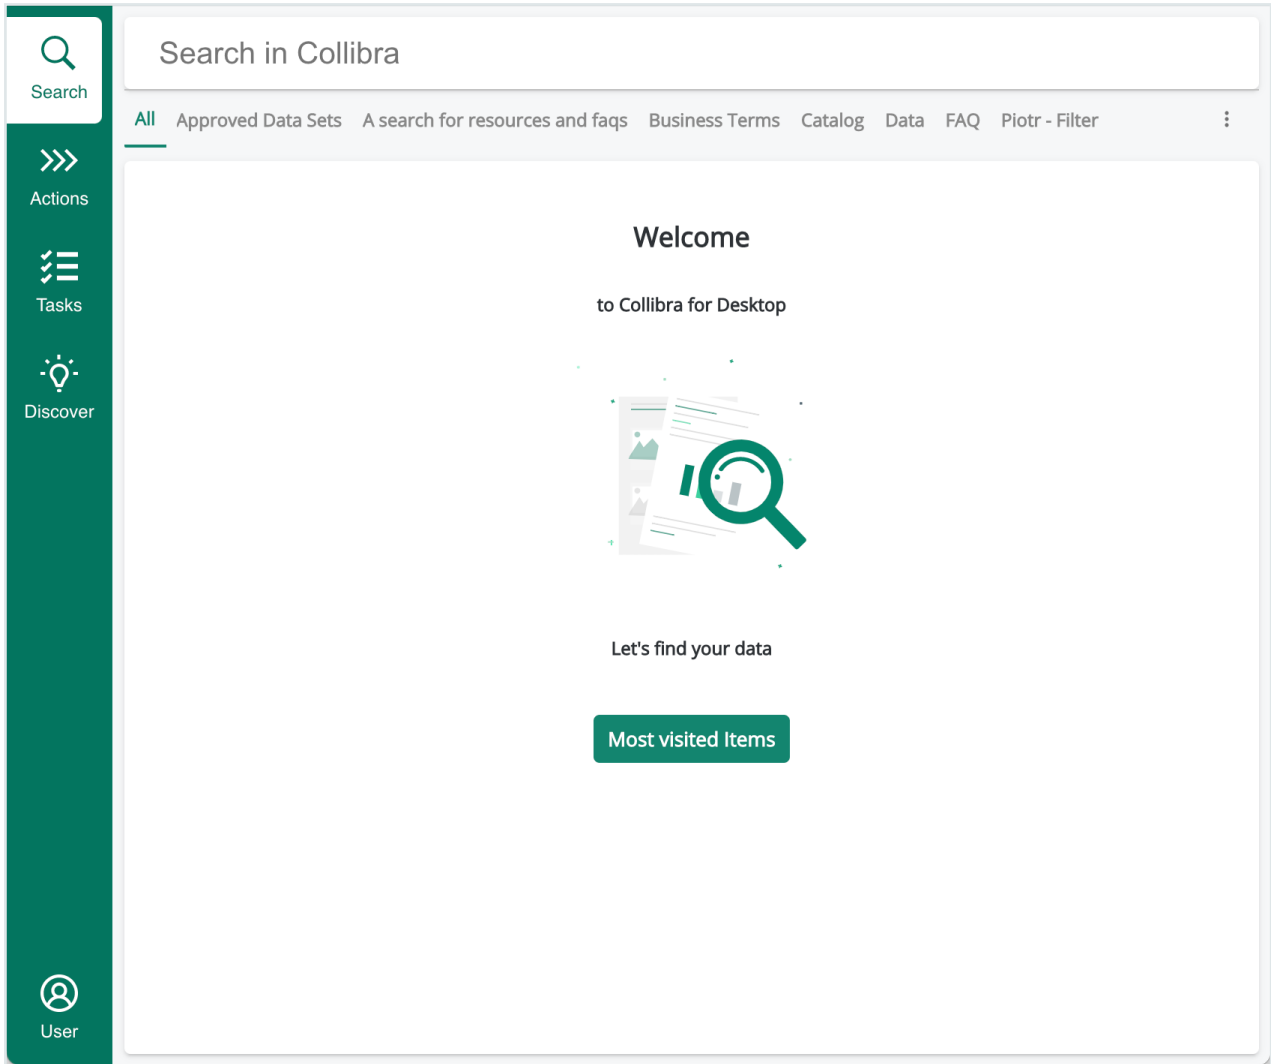 Search
Actions
Tasks
Discover
User
Search in Collibra
All Approved Data Sets A search for resources and faqs Business Terms Catalog Data FAQ Piotr - Filter
Welcome
to Collibra for Desktop
Let's find your data
Most visited Items